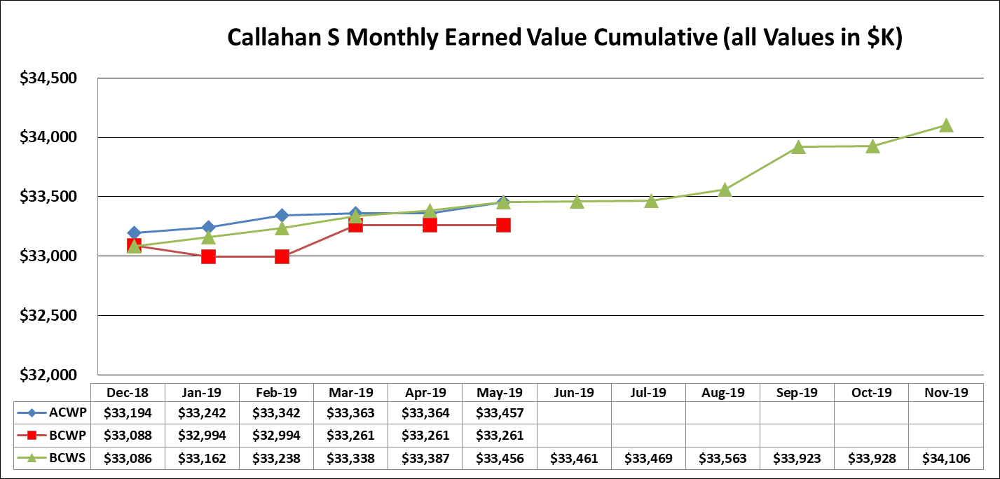 Callahan S Monthly Earned Value Cumulative (all Values in $K)
$34,500
$34,000
$33,500
$33,000
$32,500
$32,000
Dec-18 Jan-19 Feb-19 Mar-19 Apr-19 May-19 Jun-19 Jul-19 Aug-19 Sep-19 Oct-19 Nov-19
ACWP $33,194 $33,242 $33,342 $33,363 $33,364 $33,457
BCWP $33,088 $32,994 $32,994 $33,261 $33,261 $33,261
BCWS $33,086 $33,162 $33,238 $33,338 $33,387 $33,456 $33,461 $33,469 $33,563 $33,923 $33,928 $34,106